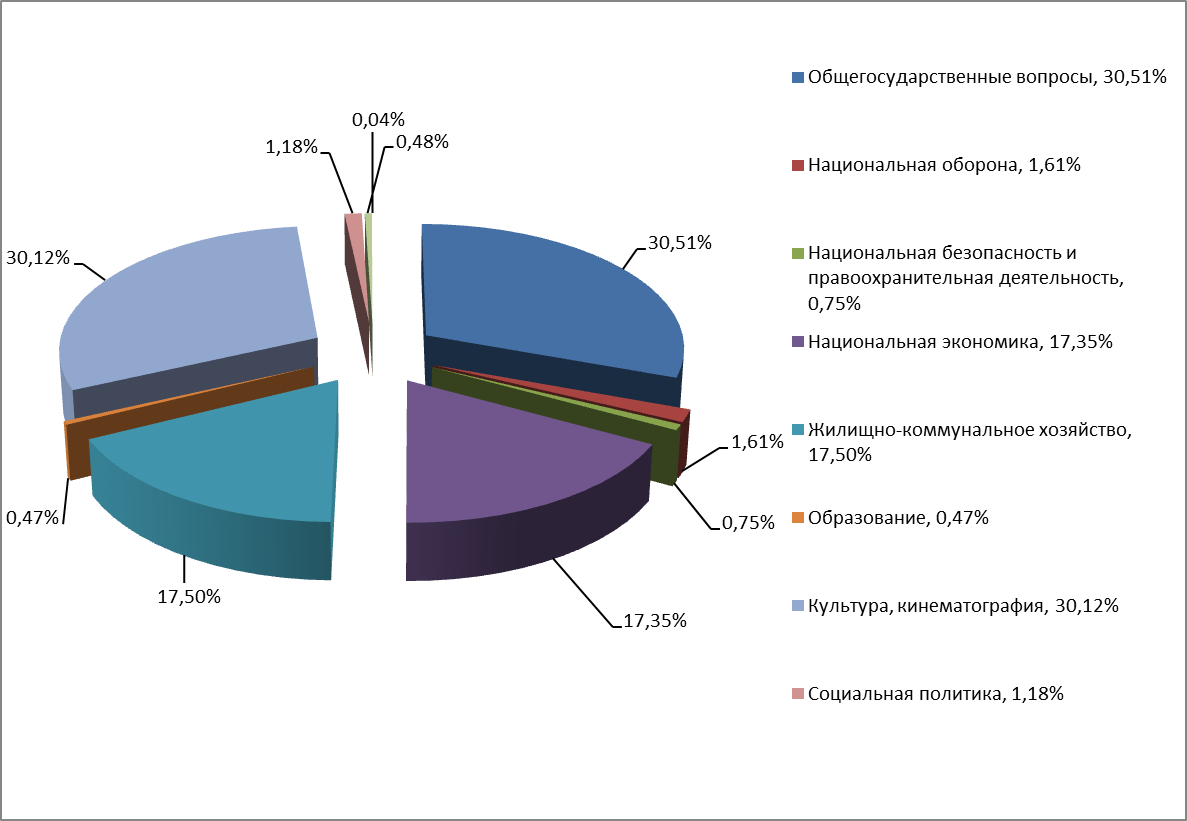 0,04%
0,48%
1,18%
30,51%
30,12%
1,61%
0,47%
0,75%
17,50%
17,35%
Общегосударственные вопросы, 30,51%
Национальная оборона, 1,61%
Национальная безопасность и
правоохранительная деятельность,
0,75%
Национальная экономика, 17,35%
Жилищно-коммунальное хозяйство,
17,50%
Образование, 0,47%
Культура, кинематография, 30,12%
Социальная политика, 1,18%